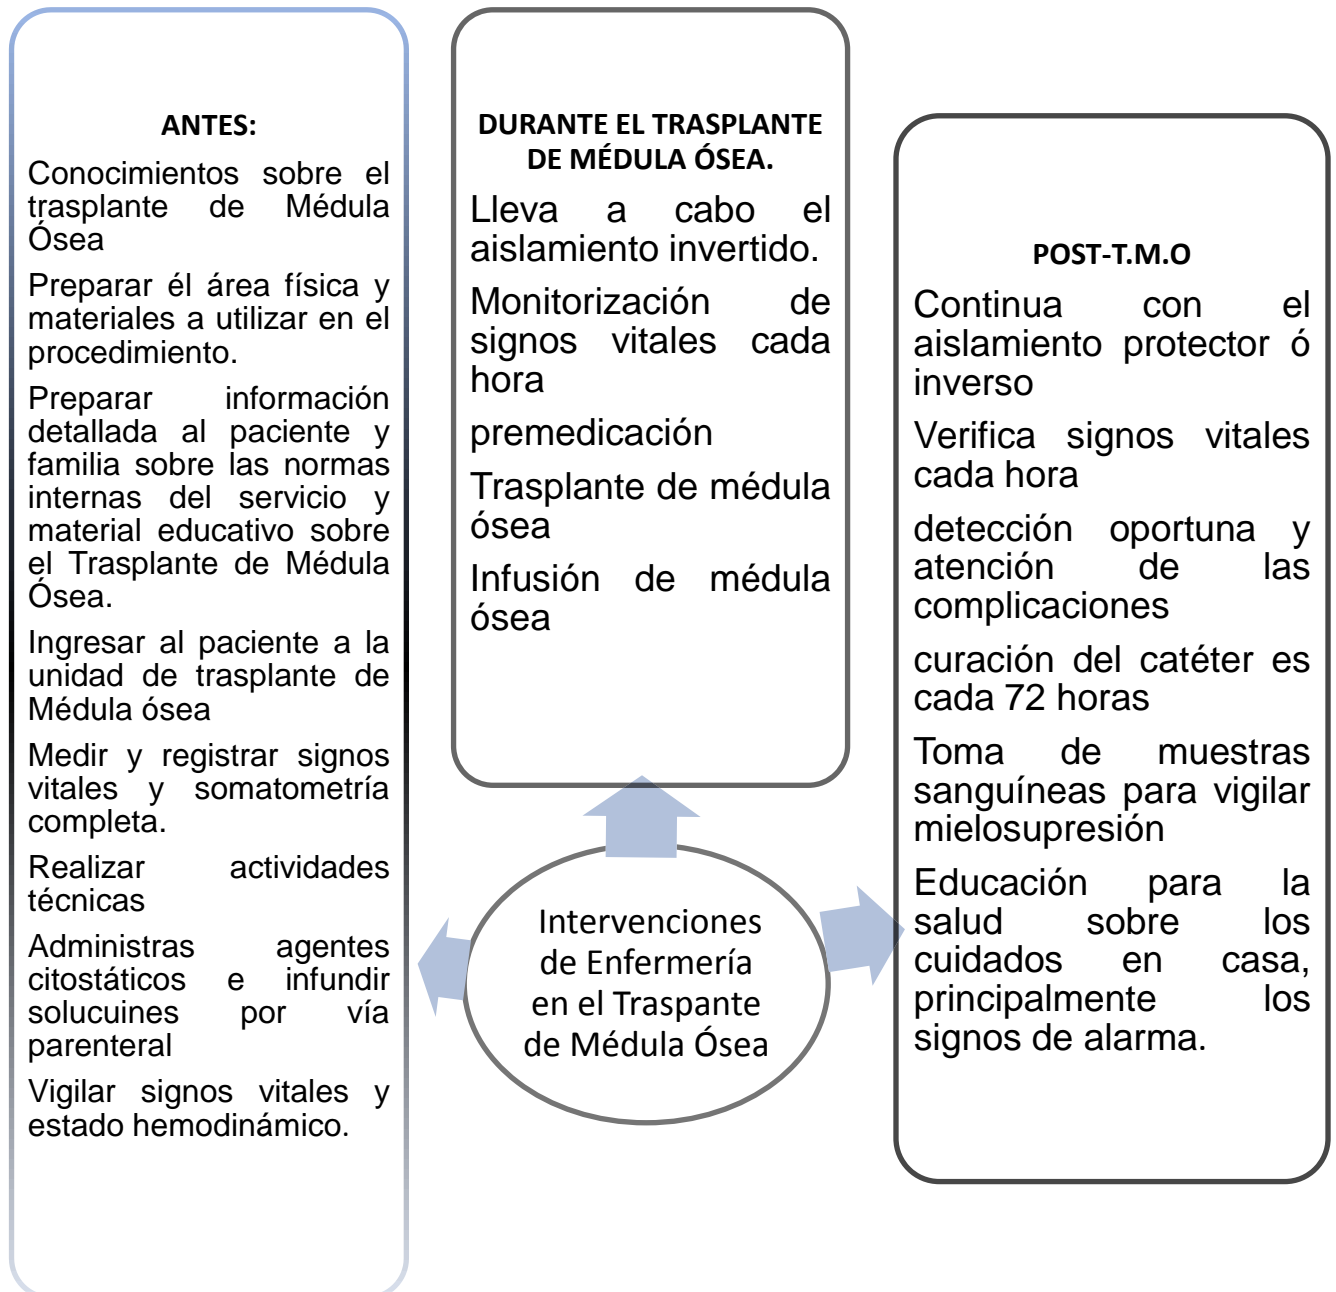 ANTES:
Conocimientos sobre el
trasplante de Médula
Ósea
Preparar él área física y
materiales a utilizar en el
procedimiento.
Preparar información
detallada al paciente y
familia sobre las normas
internas del servicio y
material educativo sobre
el Trasplante de Médula
Ósea.
Ingresar al paciente a la
unidad de trasplante de
Médula ósea
Medir y registrar signos
vitales y somatometría
completa.
Realizar actividades
técnicas
Administras agentes
citostáticos e infundir
solucuines por vía
parenteral
Vigilar signos vitales y
estado hemodinámico.
DURANTE EL TRASPLANTE
DE MÉDULA ÓSEA.
Lleva a cabo el
aislamiento invertido.
Monitorización de
signos vitales cada
hora
premedicación
Trasplante de médula
ósea
Infusión de médula
ósea
POST-T.M.O
Continua con el
aislamiento protector ó
inverso
Verifica signos vitales
cada hora
detección oportuna y
atención de las
complicaciones
curación del catéter es
cada 72 horas
Toma de muestras
sanguíneas para vigilar
mielosupresión
Educación para la
salud sobre los
cuidados en casa,
principalmente los
signos de alarma.
Intervenciones
de Enfermería
en el Traspante
de Médula Ósea